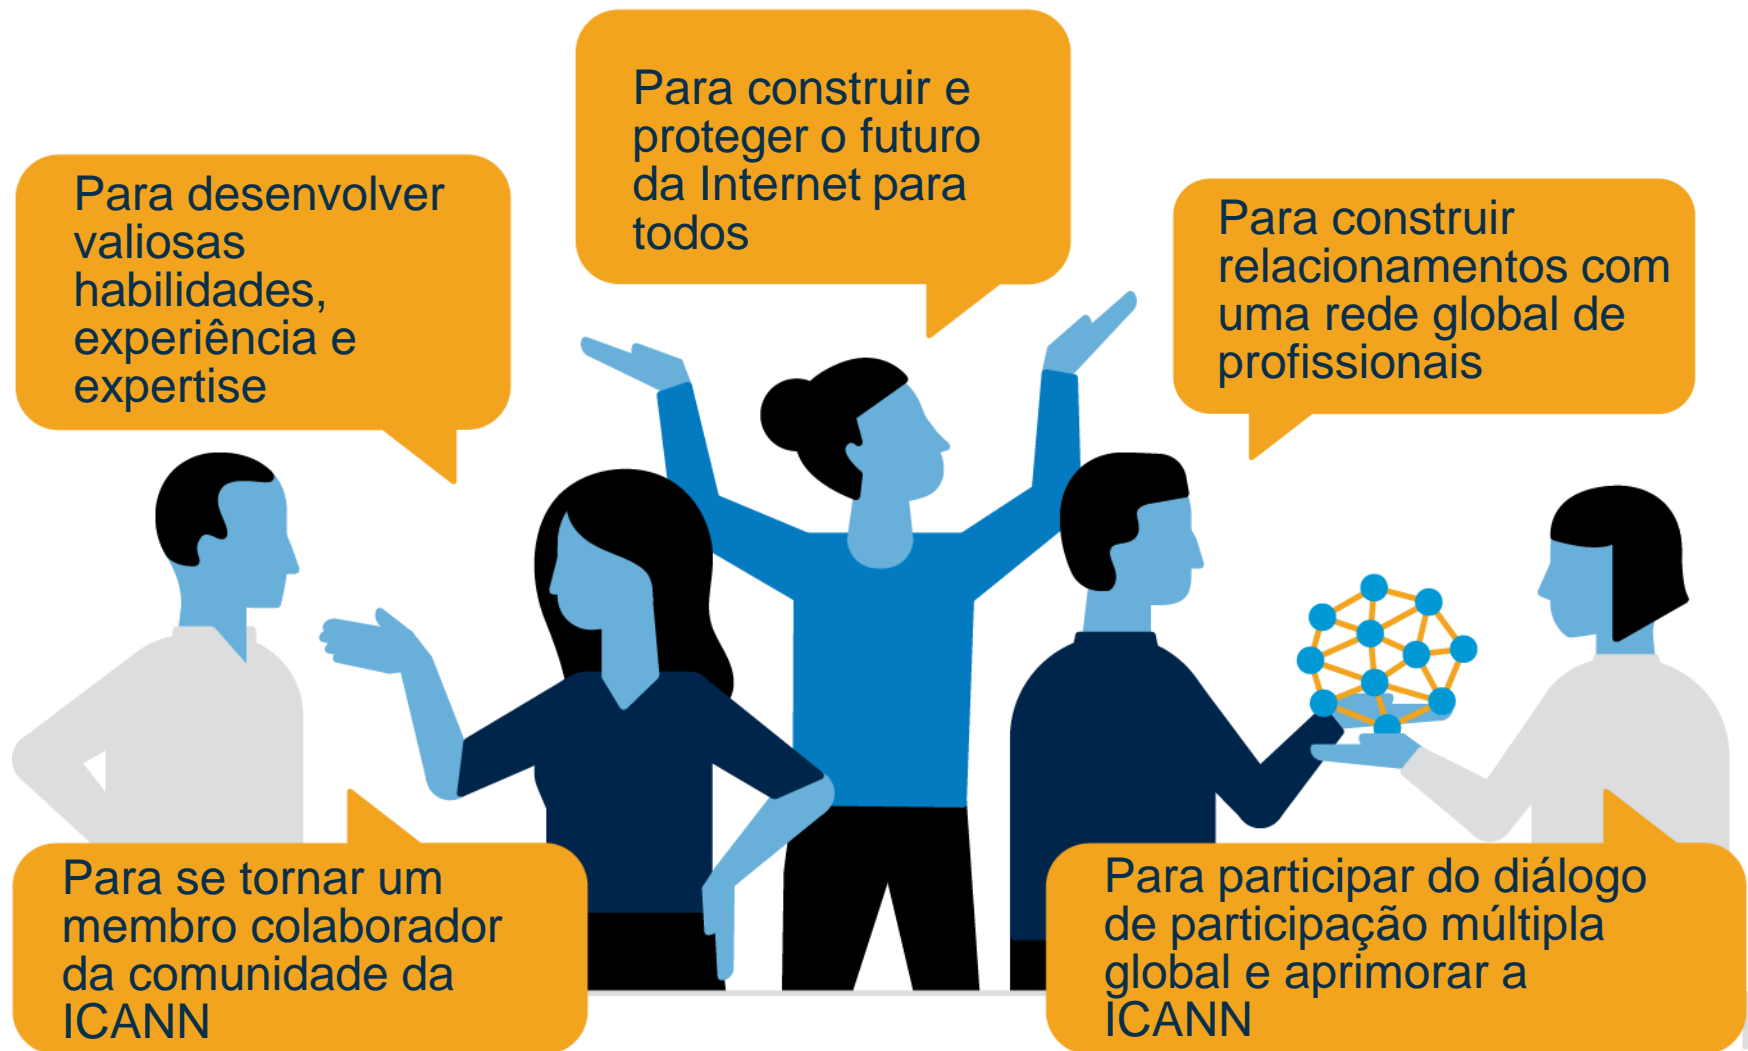 Para construir e
proteger o futuro
da Internet para
todos
Para desenvolver
valiosas
habilidades,
experiência e
expertise
Para construir
relacionamentos com
uma rede global de
profissionais
Para se tornar um
membro colaborador
da comunidade da
ICANN
Para participar do diálogo
de participação múltipla
global e aprimorar a
ICANN